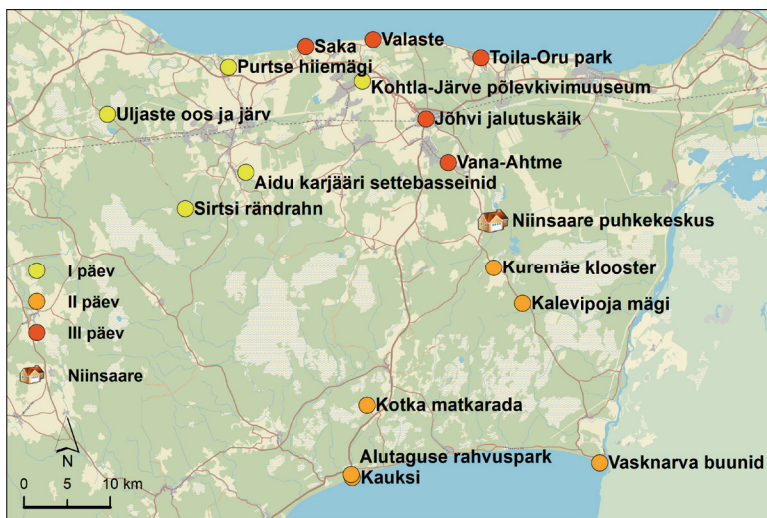 Saka
Valaste
Toila-Oru park
Purtse hiiemägi
Kohtla-Järve põlevkivimuuseum
Uljaste oos ja järv
Jõhvi jalutuskäik
Vana-Ahtme
Aidu karjääri settebasseinid
Sirtsi rändrahn
Niinsaare puhkekeskus
Kuremäe klooster
Kalevipoja mägi
I päev
II päev
III päev
Niinsaare
Kotka matkarada
Alutaguse rahvuspark
Kauksi
Vasknarva buunid
N
0 5 10 km